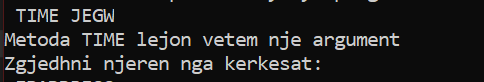 TIME JEGW
Metoda TIME lejon vetem nje argument
Zgjedhni njeren nga kerkesat: